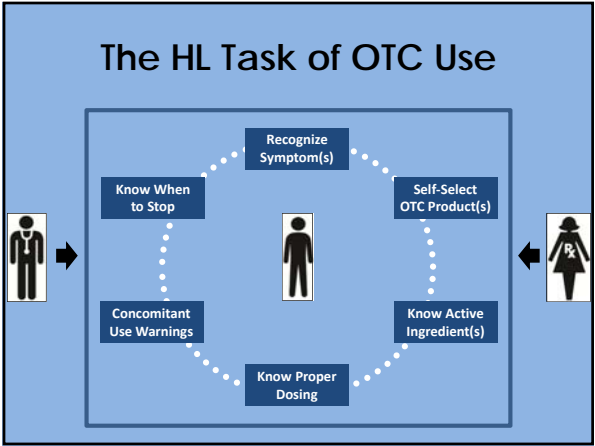 The HL Task of OTC Use
Recognize
Symptom(s)
Self-Select
OTC Product(s)
Know Active
Ingredient(s)
Know Proper
Dosing
Concomitant
Use Warnings
Know When
to Stop
Rx